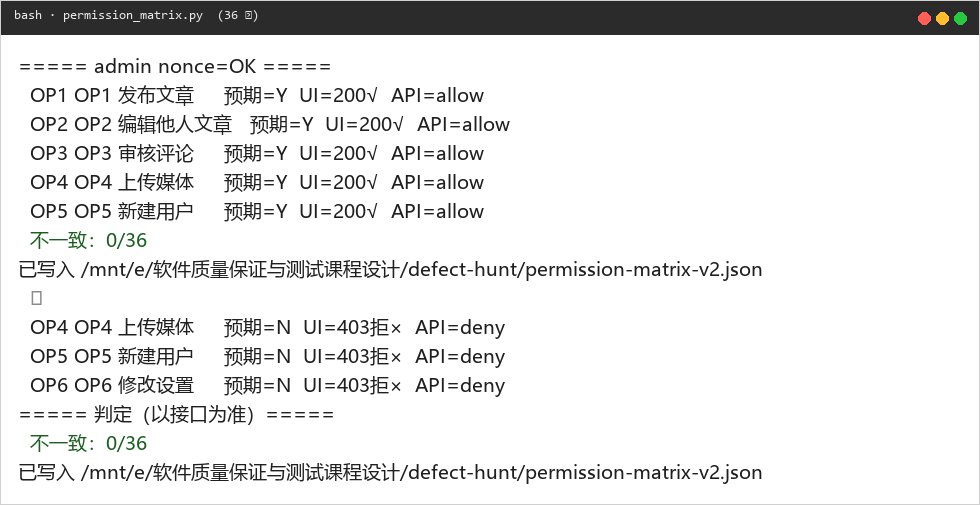 bash · permission_matrix.py (36 )
===== admin nonce=OK =====
OP1 OP1 发布文章 预期=Y UI=200√ API=allow
OP2 OP2 编辑他人文章 预期=Y UI=200√ API=allow
OP3 OP3 审核评论 预期=Y UI=200√ API=allow
OP4 OP4 上传媒体 预期=Y UI=200√ API=allow
OP5 OP5 新建用户 预期=Y UI=200√ API=allow
不一致：0/36
已写入 /mnt/e/软件质量保证与测试课程设计/defect-hunt/permission-matrix-v2.json
OP4 OP4 上传媒体 预期=N UI=403拒× API=deny
OP5 OP5 新建用户 预期=N UI=403拒× API=deny
OP6 OP6 修改设置 预期=N UI=403拒× API=deny
===== 判定（以接口为准）=====
不一致：0/36
已写入 /mnt/e/软件质量保证与测试课程设计/defect-hunt/permission-matrix-v2.json